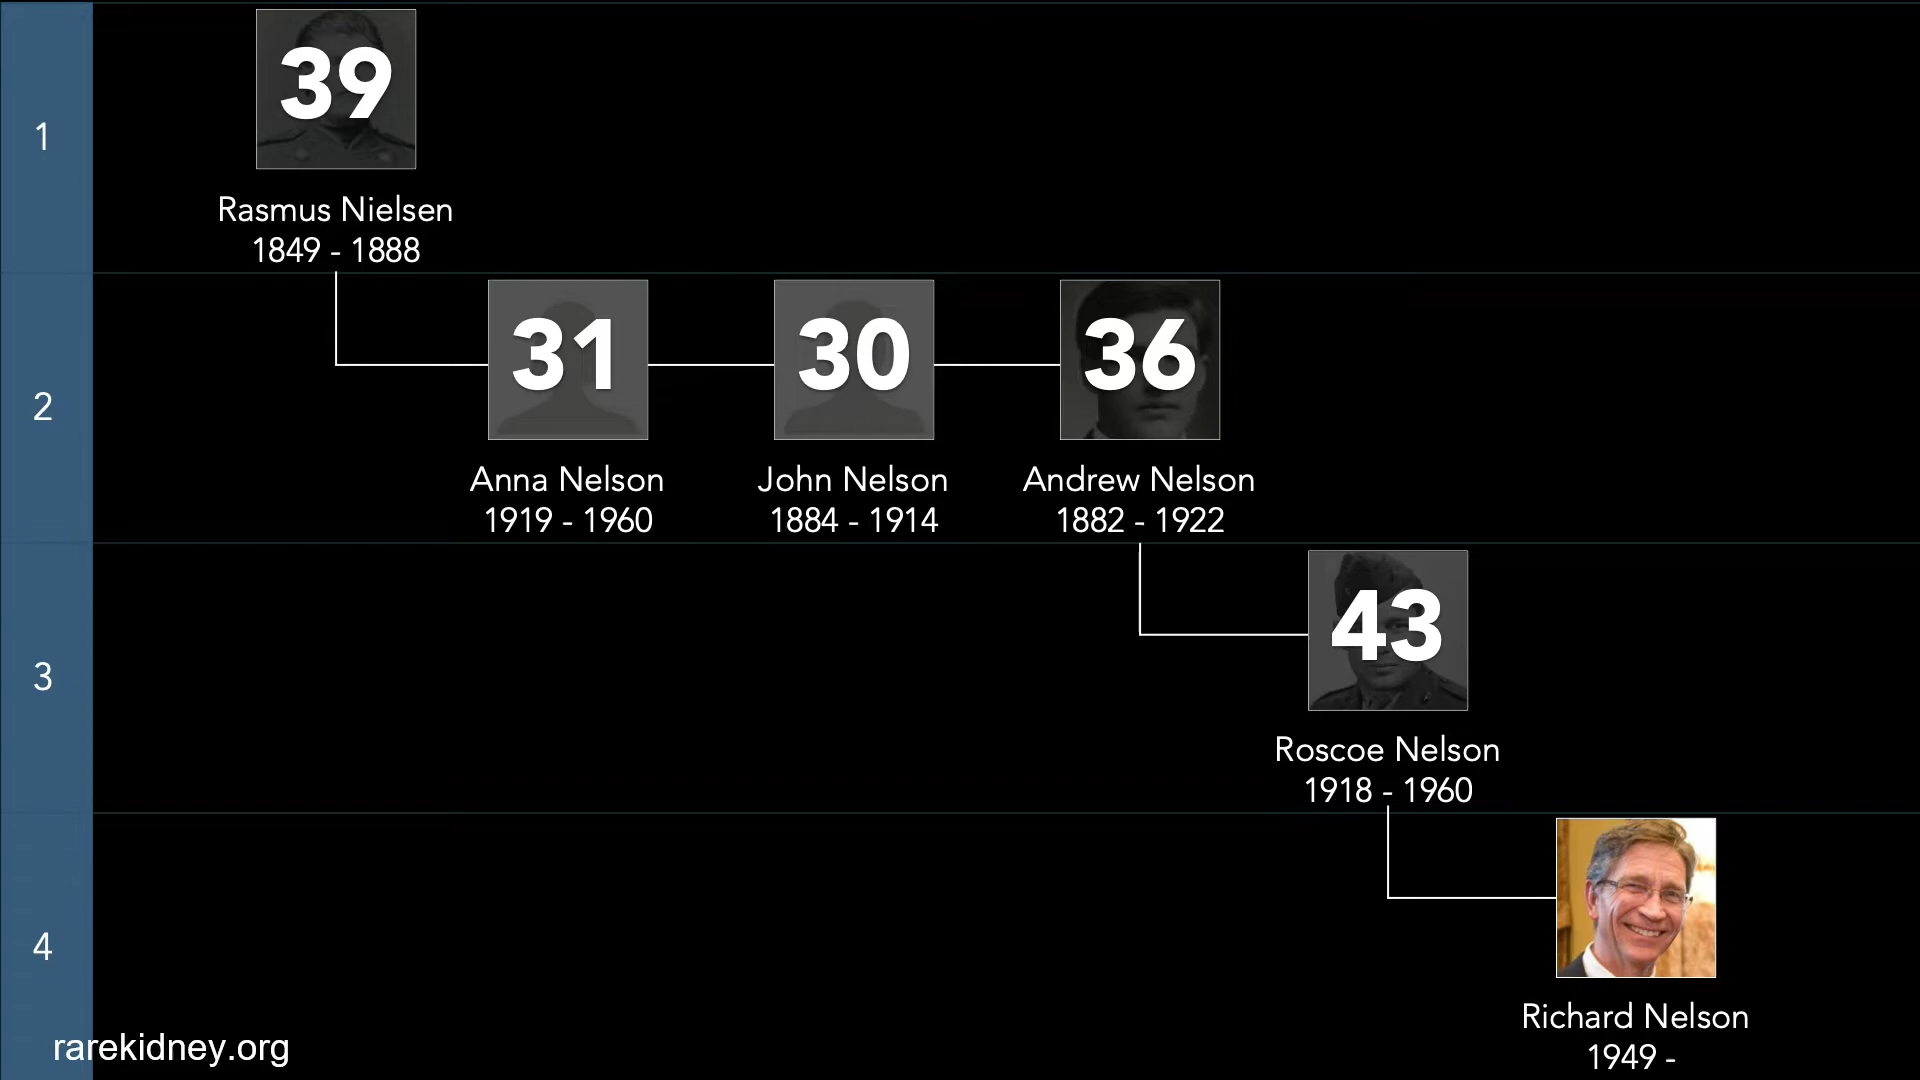 1
39
Rasmus Nielsen
1849 - 1888
2
31
30
36
Anna Nelson
John Nelson
Andrew Nelson
1919 - 1960
1884 - 1914
1882 - 1922
3
43
Roscoe Nelson
1918 - 1960
4
Richard Nelson
1949 -
rarekidney.org